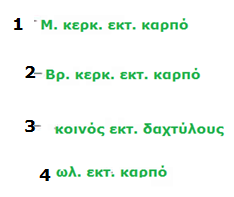 1 Μ. κερκ. εκτ. καρπό
2 Βρ. κερκ. εκτ. καρπό
3 κοινός εκτ. δαχτύλους
4 ωλ. εκτ. καρπό